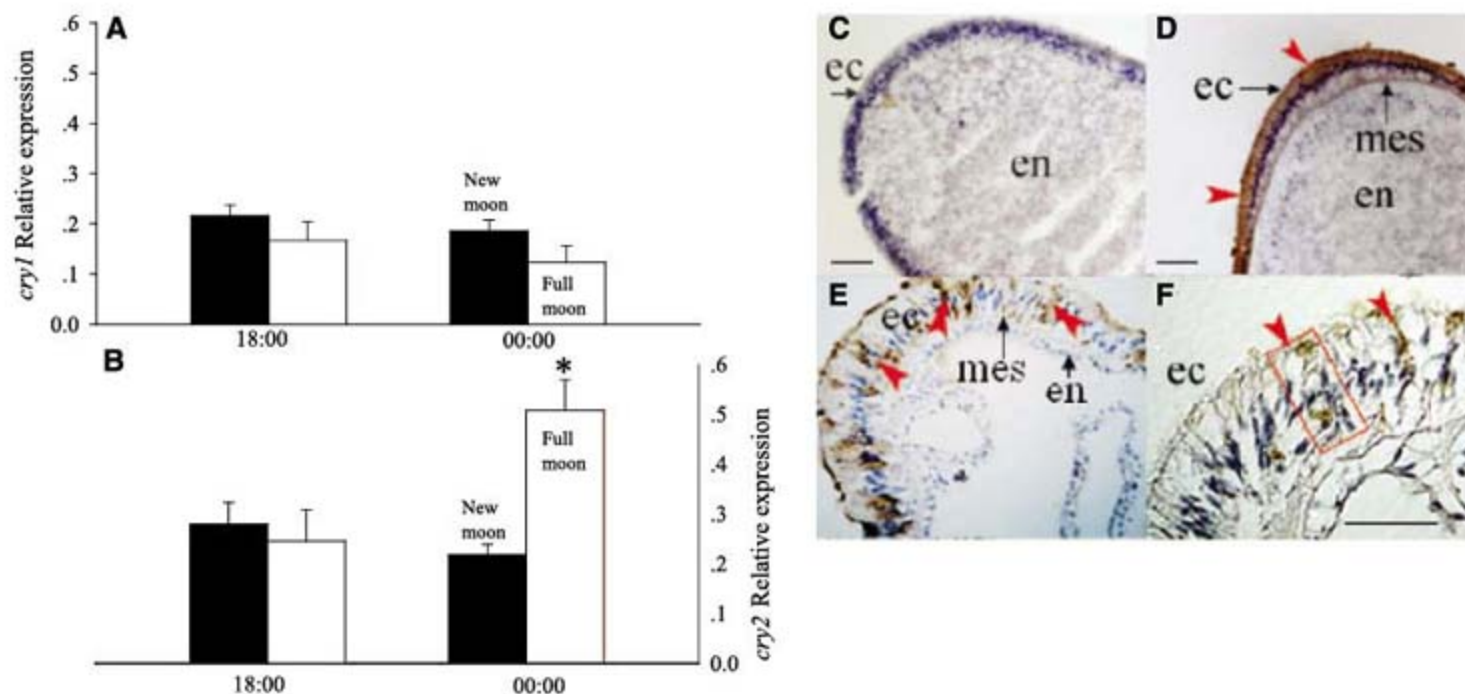 A
cry1 Relative expression
.6
.5
.4
.3
.2
.1
0.0
New
moon
Full
moon
18:00
00:00
B
*
Full
moon
New
moon
.6
.5
.4
.3
.2
.1
0.0
cry2 Relative expression
18:00
00:00
C
ec
en
D
ec
mes
en
E
ec
mes
en
F
ec